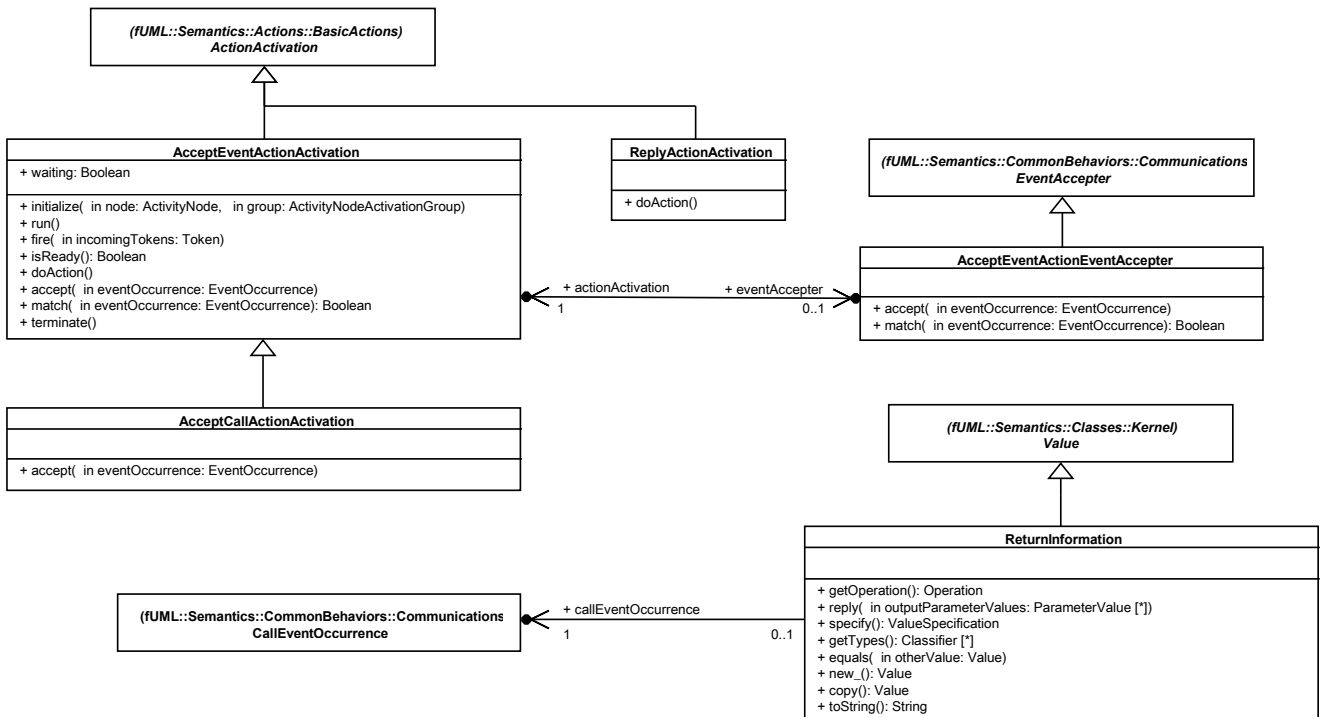 (fUML::Semantics::Actions::BasicActions)
ActionActivation
AcceptEventActionActivation
+ waiting: Boolean
+ initialize( in node: ActivityNode, in group: ActivityNodeActivationGroup)
+ run()
+ fire( in incomingTokens: Token)
+ isReady(): Boolean
+ doAction()
+ accept( in eventOccurrence: EventOccurrence)
+ match( in eventOccurrence: EventOccurrence): Boolean
+ terminate()
ReplyActionActivation
+ doAction()
(fUML::Semantics::CommonBehaviors::Communications
EventAccepter
AcceptEventActionEventAccepter
+ accept( in eventOccurrence: EventOccurrence)
+ match( in eventOccurrence: EventOccurrence): Boolean
+ actionActivation
+ eventAccepter
1
0..1
AcceptCallActionActivation
+ accept( in eventOccurrence: EventOccurrence)
(fUML::Semantics::Classes::Kernel)
Value
ReturnInformation
+ getOperation(): Operation
+ reply( in outputParameterValues: ParameterValue [*])
+ specify(): ValueSpecification
+ getTypes(): Classifier [*]
+ equals( in otherValue: Value)
+ new_(): Value
+ copy(): Value
+ toString(): String
+ callEventOccurrence
1
0..1
(fUML::Semantics::CommonBehaviors::Communications
CallEventOccurrence